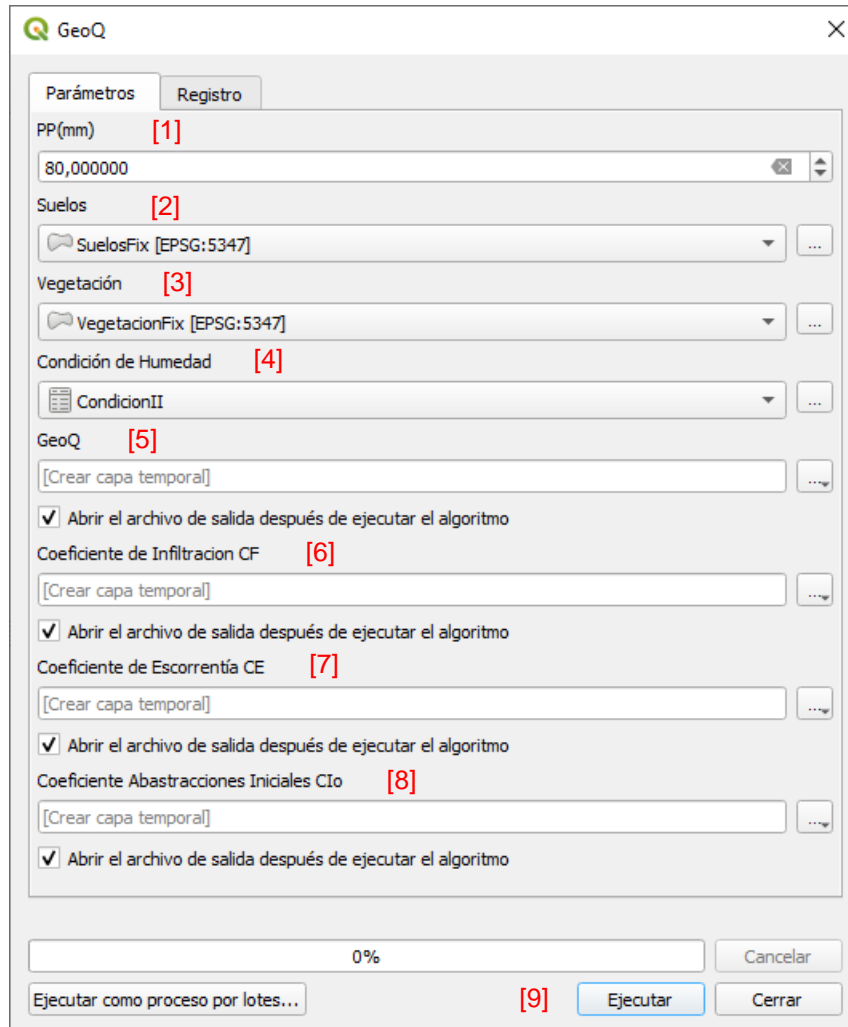 GeoQ
Parámetros Registro
PP(mm) [1]
80,000000
Suelos [2]
SuelosFix [EPSG:5347]
...
Vegetación [3]
VegetacionFix [EPSG:5347]
...
Condición de Humedad [4]
CondicionII
...
GeoQ [5]
[Crear capa temporal]
...
Abrir el archivo de salida después de ejecutar el algoritmo
Coeficiente de Infiltracion CF [6]
[Crear capa temporal]
...
Abrir el archivo de salida después de ejecutar el algoritmo
Coeficiente de Escorrentía CE [7]
[Crear capa temporal]
...
Abrir el archivo de salida después de ejecutar el algoritmo
Coeficiente Abastracciones Iniciales CIo [8]
[Crear capa temporal]
...
Abrir el archivo de salida después de ejecutar el algoritmo
0% Cancelar
Ejecutar como proceso por lotes... [9] Ejecutar Cerrar